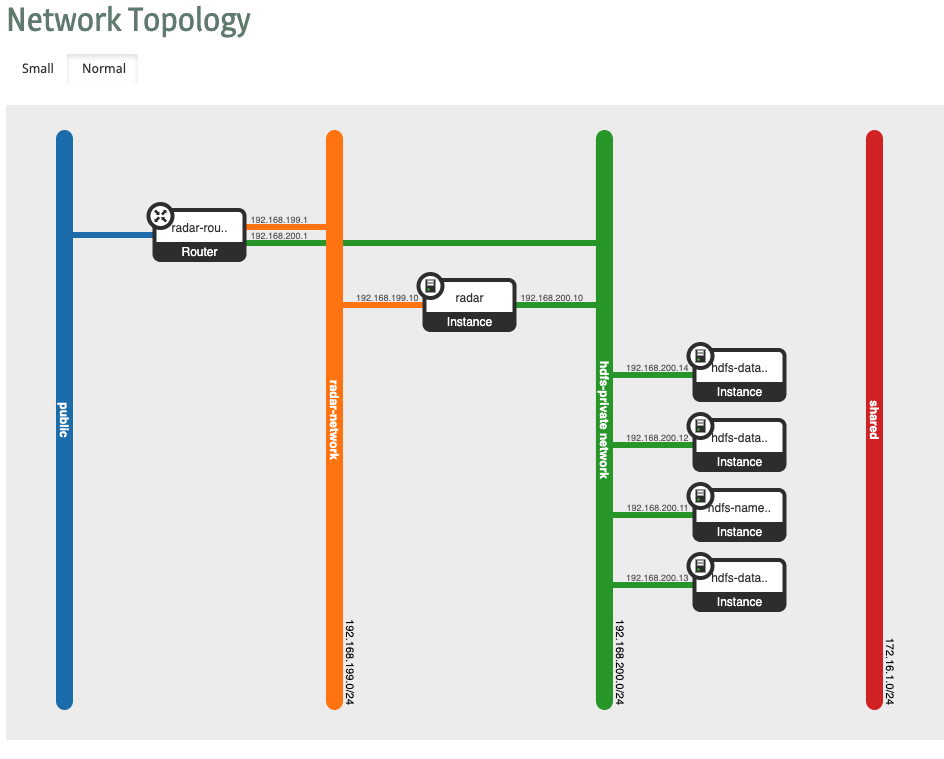 Network Topology
Small
Normal
radar-rou..
Router
192.168.199.1
192.168.200.1
192.168.199.10
radar
Instance
192.168.200.10
192.168.200.14
hdfs-data..
Instance
192.168.200.12
hdfs-data..
Instance
192.168.200.11
hdfs-name..
Instance
192.168.200.13
hdfs-data..
Instance
public
radar-network
192.168.199.0/24
hdfs-private network
192.168.200.0/24
shared
172.16.1.0/24